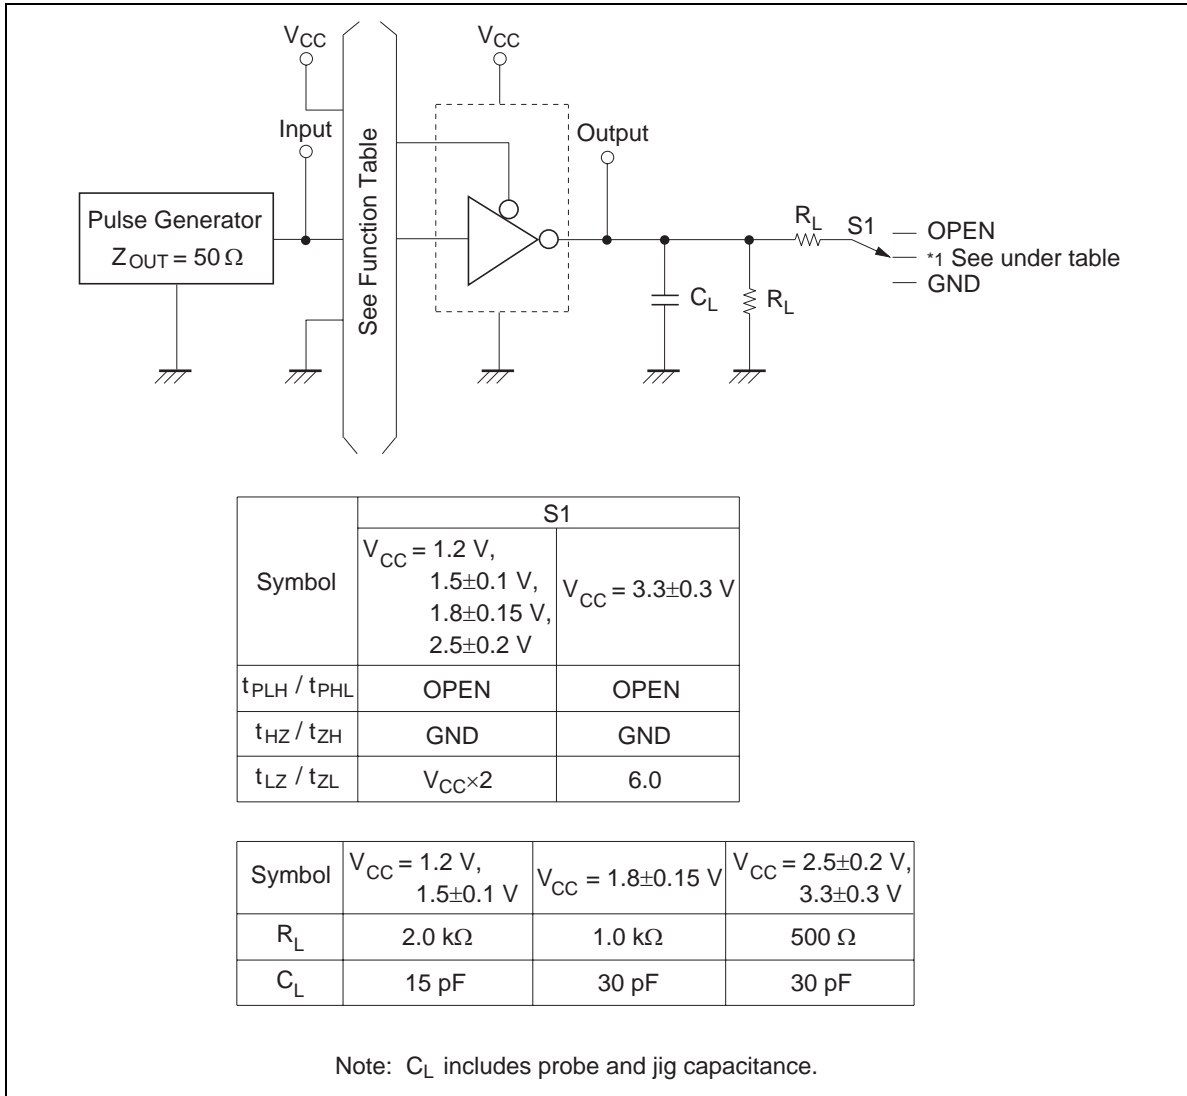 VCC
VCC
Input
Output
See Function Table
Pulse Generator
ZOUT = 50 Ω
RL
S1
OPEN
*1 See under table
GND
CL
RL
Symbol
S1
VCC = 1.2 V,
1.5±0.1 V,
1.8±0.15 V,
2.5±0.2 V
VCC = 3.3±0.3 V
tPLH / tPHL OPEN OPEN
tHZ / tZH GND GND
tLZ / tZL VCC×2 6.0
Symbol
VCC = 1.2 V,
1.5±0.1 V
VCC = 1.8±0.15 V
VCC = 2.5±0.2 V,
3.3±0.3 V
RL 2.0 kΩ 1.0 kΩ 500 Ω
CL 15 pF 30 pF 30 pF
Note: CL includes probe and jig capacitance.